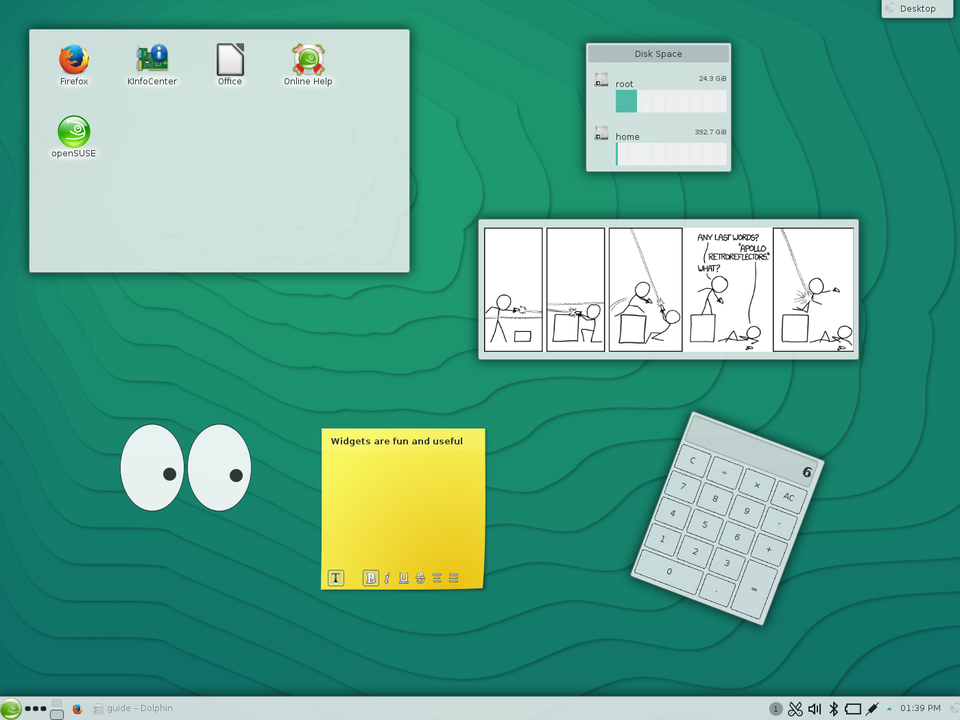 Desktop
Firefox
KInfoCenter
Office
Online Help
openSUSE
Disk Space
root
24.3 GiB
home
392.7 GiB
ANY LAST WORDS?
"APOLLO
RETROREFLECTORS."
WHAT?
Widgets are fun and useful
T B i U S
6
C ÷ × AC
7 8 9 -
4 5 6 +
1 2 3 =
0 .
guide – Dolphin
1
01:39 PM